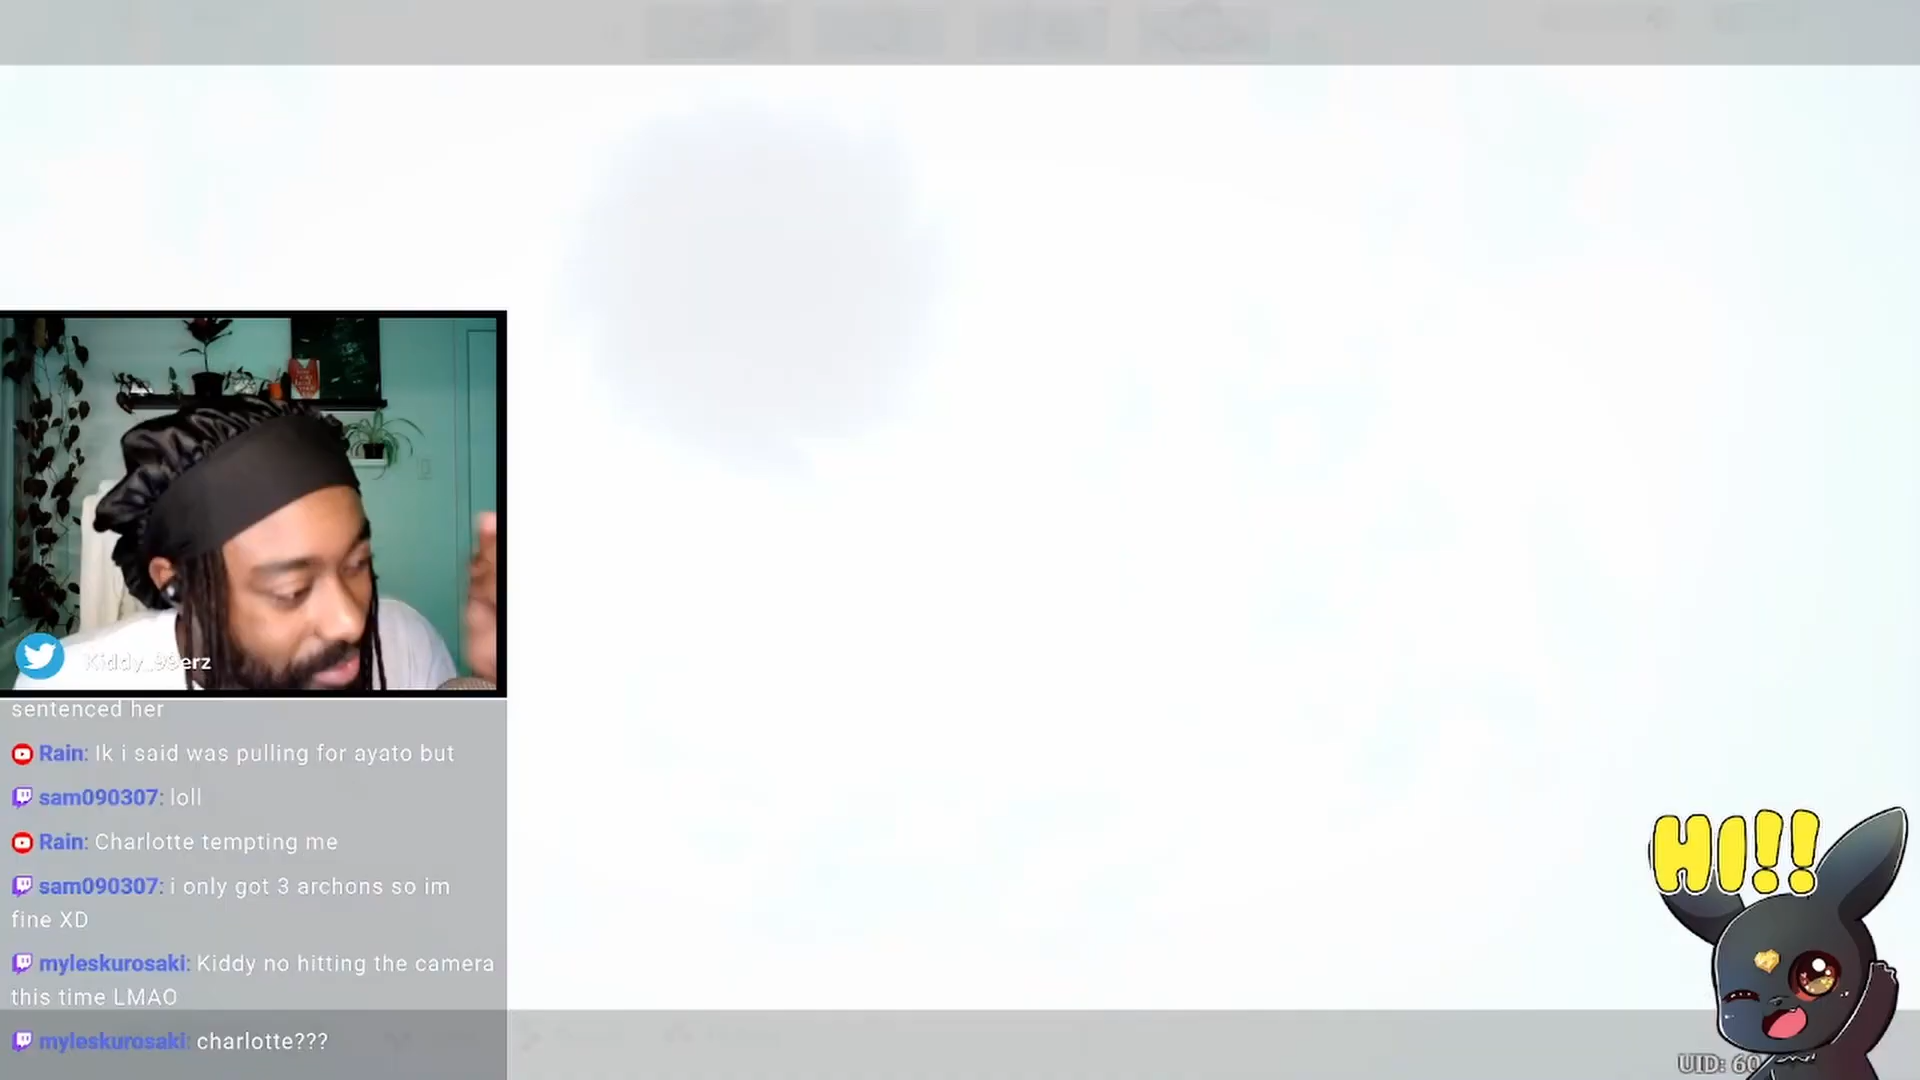 Kiddy_99erz
sentenced her
Rain: Ik i said was pulling for ayato but
sam090307: loll
Rain: Charlotte tempting me
sam090307: i only got 3 archons so im
fine XD
myleskurosaki: Kiddy no hitting the camera
this time LMAO
myleskurosaki: charlotte???
HI!!
UID: 60